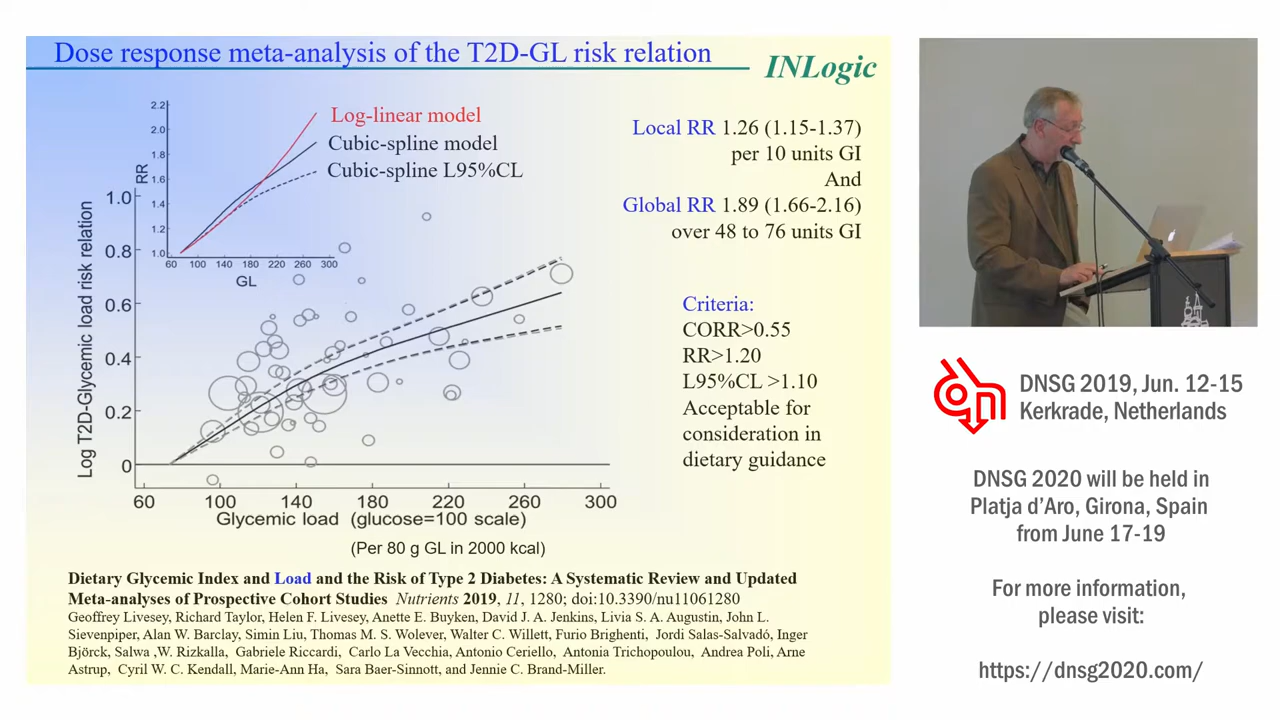 Dose response meta-analysis of the T2D-GL risk relation
INLogic
2.2
2.0
1.8
1.6
1.4
1.2
1.0
RR
60 100 140 180 220 260 300
GL
Log-linear model
Cubic-spline model
Cubic-spline L95%CL
Local RR 1.26 (1.15-1.37)
per 10 units GI
And
Global RR 1.89 (1.66-2.16)
over 48 to 76 units GI
Log T2D-Glycemic load risk relation
1.0
0.8
0.6
0.4
0.2
0
60 100 140 180 220 260 300
Glycemic load (glucose=100 scale)
(Per 80 g GL in 2000 kcal)
Criteria:
CORR>0.55
RR>1.20
L95%CL >1.10
Acceptable for
consideration in
dietary guidance
Dietary Glycemic Index and Load and the Risk of Type 2 Diabetes: A Systematic Review and Updated
Meta-analyses of Prospective Cohort Studies Nutrients 2019, 11, 1280; doi:10.3390/nu11061280
Geoffrey Livesey, Richard Taylor, Helen F. Livesey, Anette E. Buyken, David J. A. Jenkins, Livia S. A. Augustin, John L.
Sievenpiper, Alan W. Barclay, Simin Liu, Thomas M. S. Wolever, Walter C. Willett, Furio Brighenti, Jordi Salas-Salvadó, Inger
Björck, Salwa ,W. Rizkalla, Gabriele Riccardi, Carlo La Vecchia, Antonio Ceriello, Antonia Trichopoulou, Andrea Poli, Arne
Astrup, Cyril W. C. Kendall, Marie-Ann Ha, Sara Baer-Sinnott, and Jennie C. Brand-Miller.
DNSG 2019, Jun. 12-15
Kerkrade, Netherlands
DNSG 2020 will be held in
Platja d'Aro, Girona, Spain
from June 17-19
For more information,
please visit:
https://dnsg2020.com/